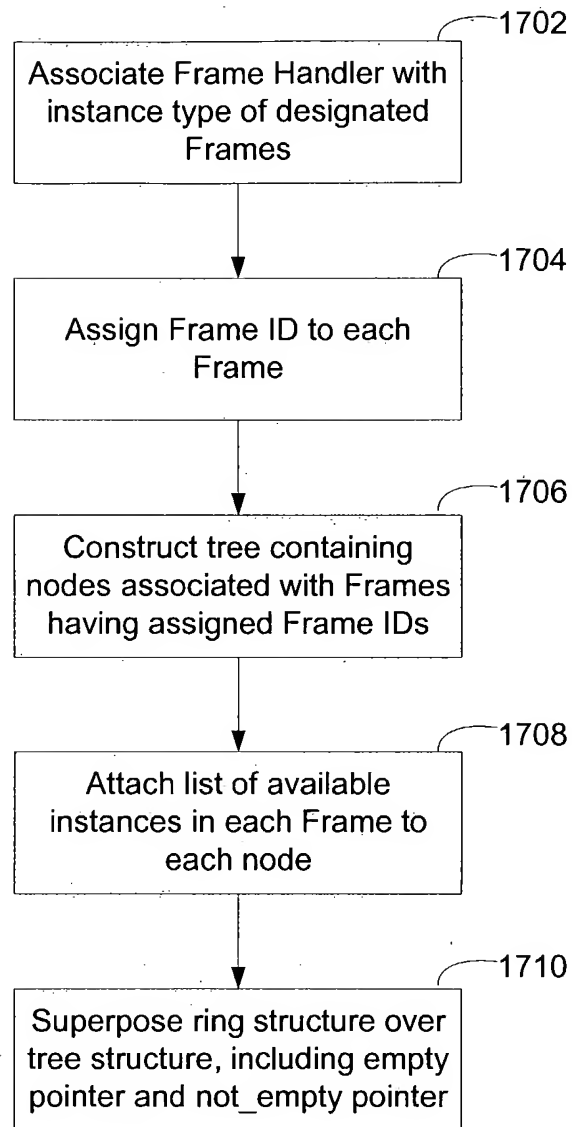 1702
Associate Frame Handler with
instance type of designated
Frames
1704
Assign Frame ID to each
Frame
1706
Construct tree containing
nodes associated with Frames
having assigned Frame IDs
1708
Attach list of available
instances in each Frame to
each node
1710
Superpose ring structure over
tree structure, including empty
pointer and not_empty pointer